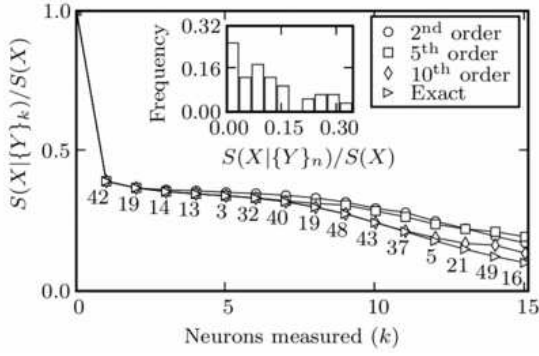 1.0
0.5
0.0
S(X|{Y}k)/S(X)
0.32
0.16
0.00
Frequency
0.00 0.15 0.30
S(X|{Y}n)/S(X)
2nd order
5th order
10th order
Exact
42 19 14 13 3 32 40 19 48 43 37 5 21 49 16
0 5 10 15
Neurons measured (k)